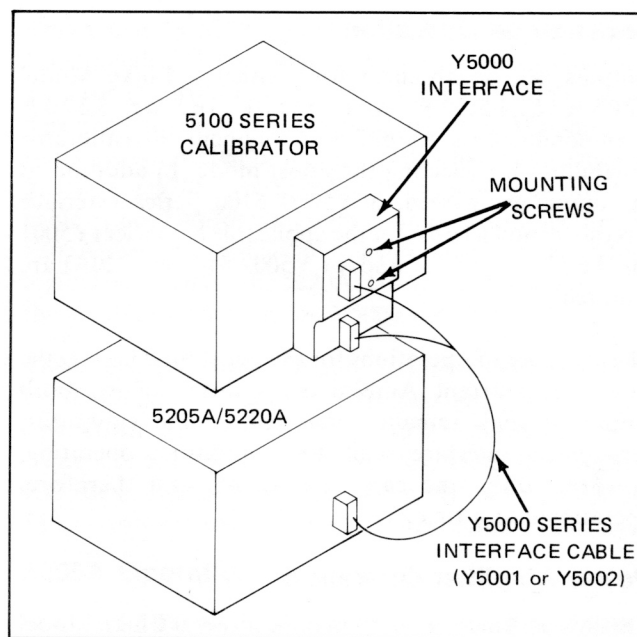 Y5000
INTERFACE
5100 SERIES
CALIBRATOR
MOUNTING
SCREWS
5205A/5220A
Y5000 SERIES
INTERFACE CABLE
(Y5001 or Y5002)